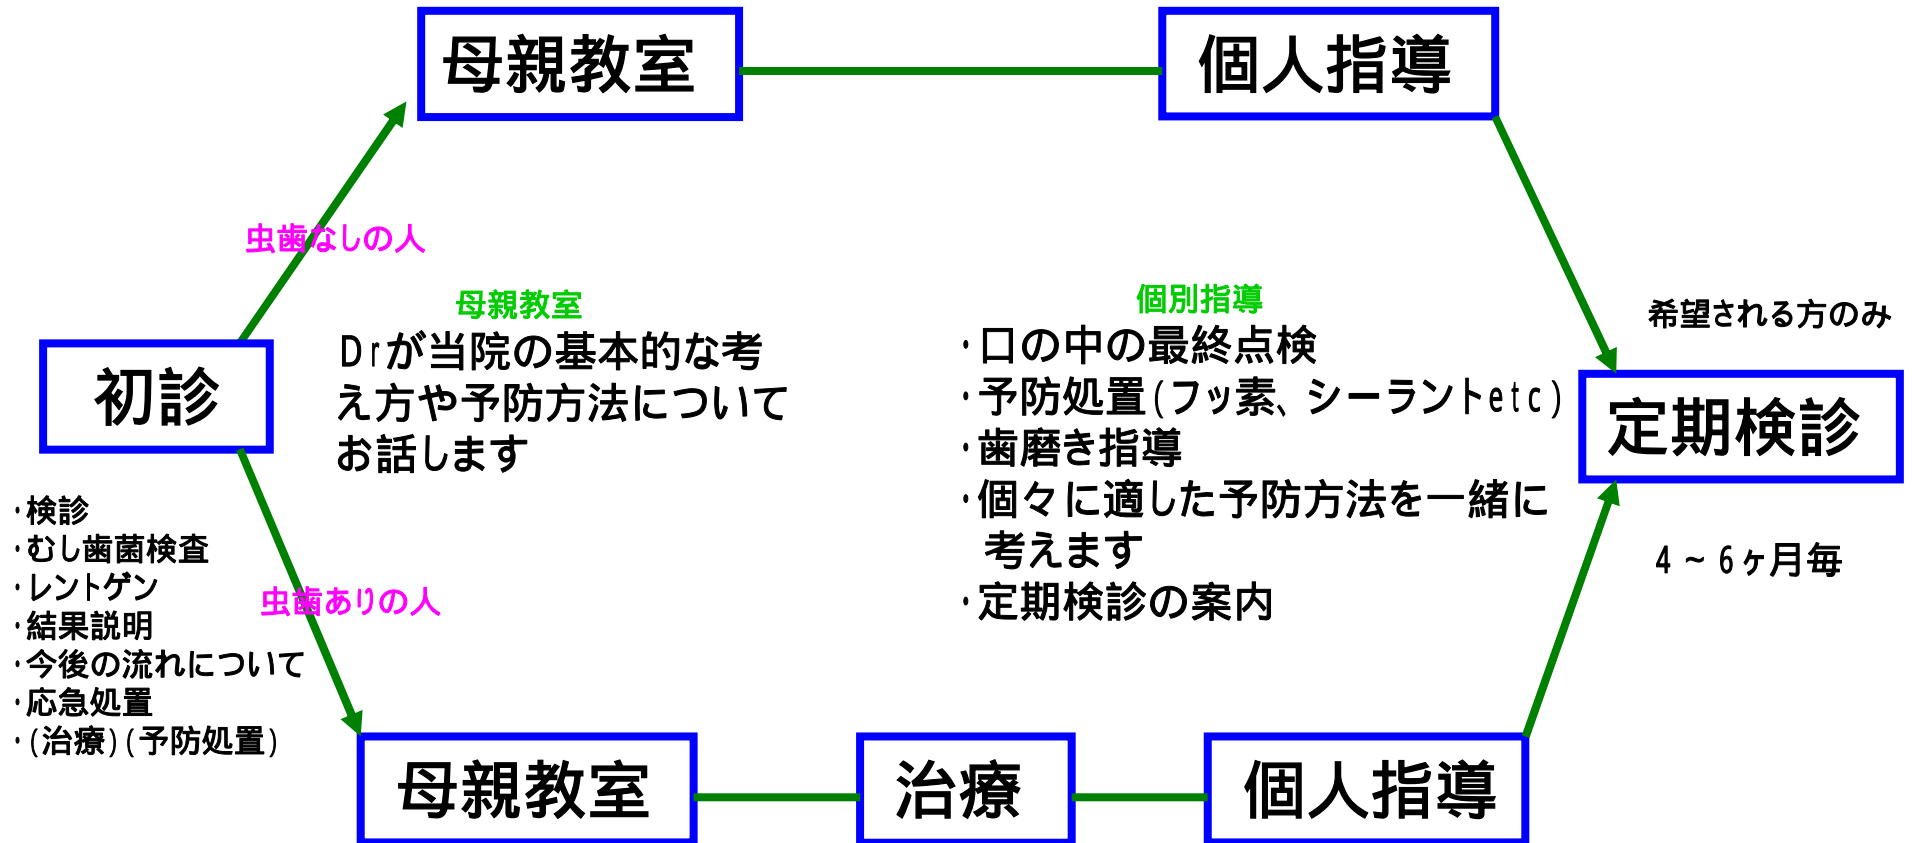 母親教室
個人指導
虫歯なしの人
母親教室
Drが当院の基本的な考
え方や予防方法について
お話します
個別指導
・口の中の最終点検
・予防処置(フッ素、シーラントetc)
・歯磨き指導
・個々に適した予防方法を一緒に
考えます
・定期検診の案内
希望される方のみ
初診
定期検診
4～6ヶ月毎
・検診
・むし歯菌検査
・レントゲン
・結果説明
・今後の流れについて
・応急処置
・(治療)(予防処置)
虫歯ありの人
母親教室
治療
個人指導